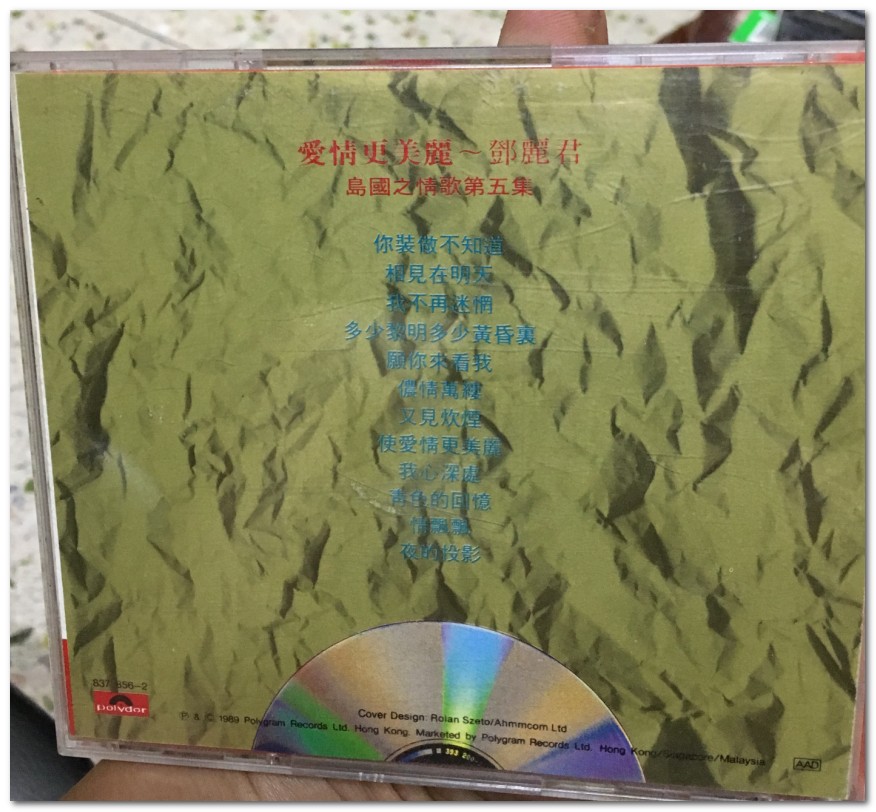 愛情更美麗～鄧麗君
島國之情歌第五集
你裝做不知道
相見在明天
我不再迷惘
多少黎明多少黃昏裏
願你來看我
儂情萬縷
又見炊煙
使愛情更美麗
我心深處
青色的回憶
情飄飄
夜的投影
837 856-2
polydor
Cover Design: Rolan Szeto/Ahmmcom Ltd
℗ & © 1989 Polygram Records Ltd. Hong Kong. Marketed by Polygram Records Ltd. Hong Kong/Singapore/Malaysia
AAD